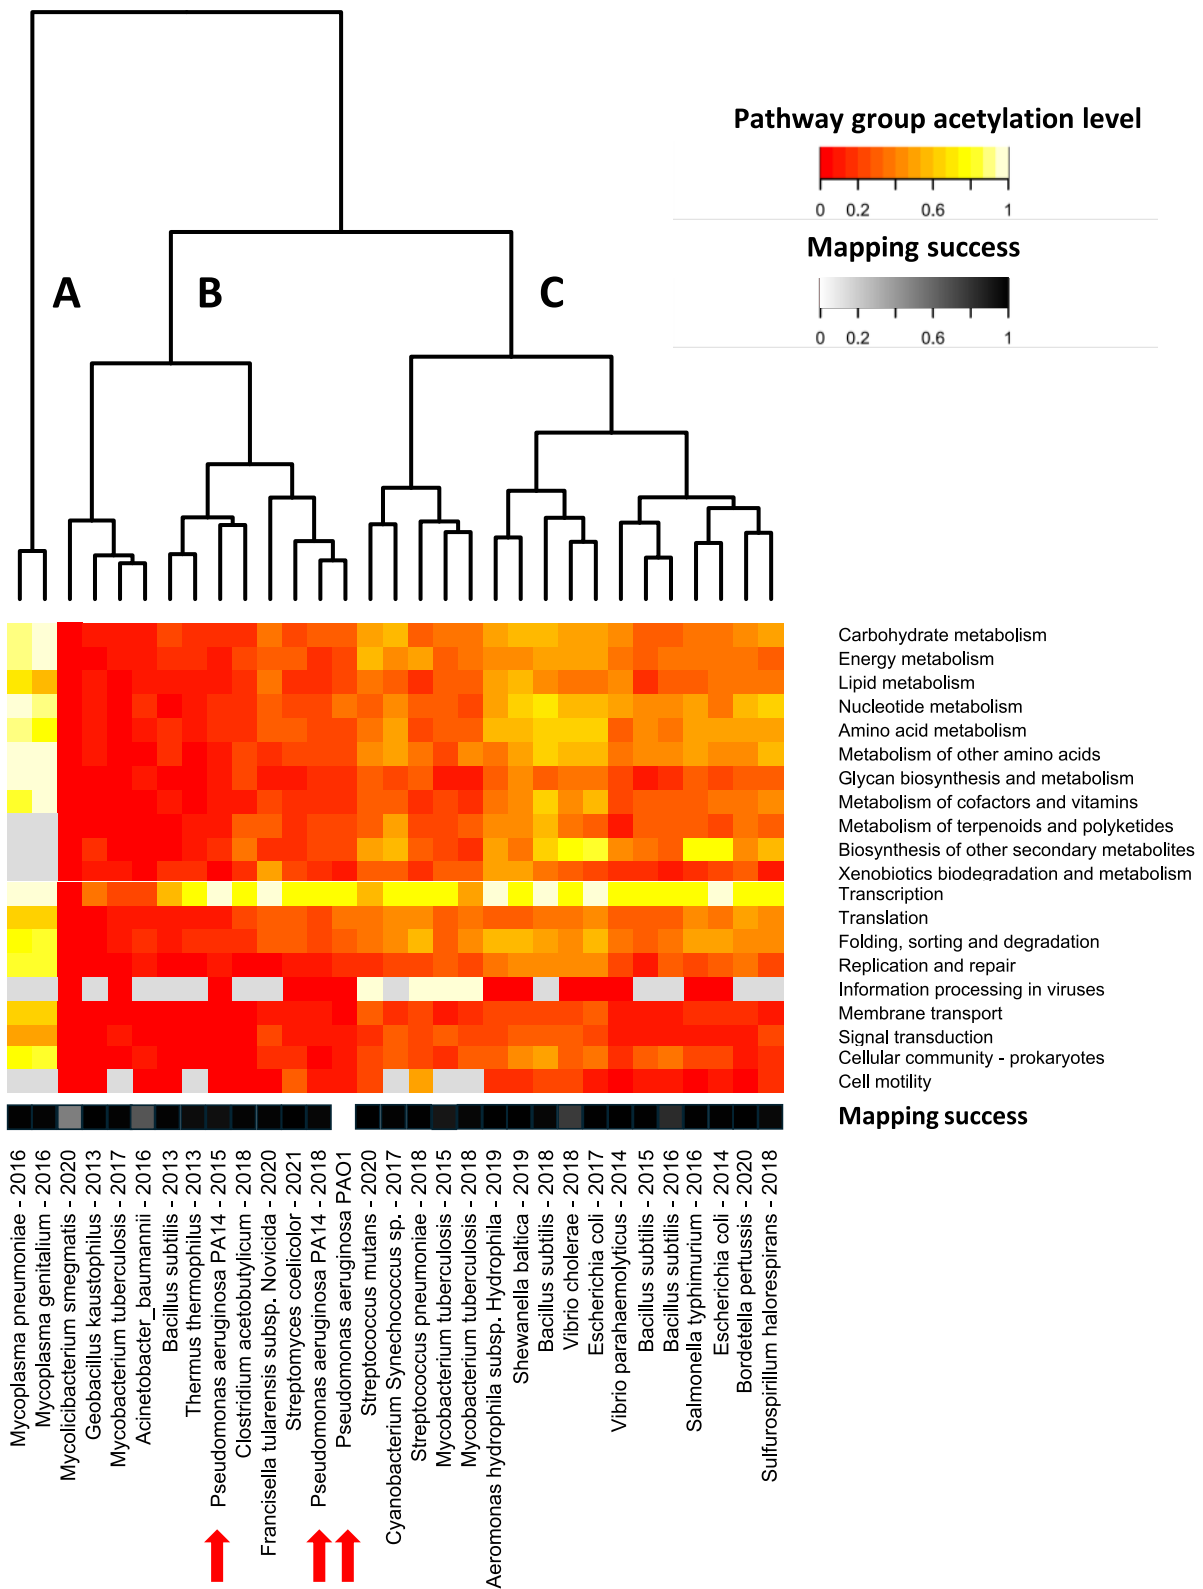 Pathway group acetylation level
0 0.2 0.6 1
Mapping success
0 0.2 0.6 1
A
B
C
Carbohydrate metabolism
Energy metabolism
Lipid metabolism
Nucleotide metabolism
Amino acid metabolism
Metabolism of other amino acids
Glycan biosynthesis and metabolism
Metabolism of cofactors and vitamins
Metabolism of terpenoids and polyketides
Biosynthesis of other secondary metabolites
Xenobiotics biodegradation and metabolism
Transcription
Translation
Folding, sorting and degradation
Replication and repair
Information processing in viruses
Membrane transport
Signal transduction
Cellular community - prokaryotes
Cell motility
Mapping success
Mycoplasma pneumoniae - 2016
Mycoplasma genitalium - 2016
Mycolicibacterium smegmatis - 2020
Geobacillus kaustophilus - 2013
Mycobacterium tuberculosis - 2017
Acinetobacter_baumannii - 2016
Bacillus subtilis - 2013
Thermus thermophilus - 2013
Pseudomonas aeruginosa PA14 - 2015
Clostridium acetobutylicum - 2018
Francisella tularensis subsp. Novicida - 2020
Streptomyces coelicolor - 2021
Pseudomonas aeruginosa PA14 - 2018
Pseudomonas aeruginosa PAO1
Streptococcus mutans - 2020
Cyanobacterium Synechococcus sp. - 2017
Streptococcus pneumoniae - 2018
Mycobacterium tuberculosis - 2015
Mycobacterium tuberculosis - 2018
Aeromonas hydrophila subsp. Hydrophila - 2019
Shewanella baltica - 2019
Bacillus subtilis - 2018
Vibrio cholerae - 2018
Escherichia coli - 2017
Vibrio parahaemolyticus - 2014
Bacillus subtilis - 2015
Bacillus subtilis - 2016
Salmonella typhimurium - 2016
Escherichia coli - 2014
Bordetella pertussis - 2020
Sulfurospirillum halorespirans - 2018